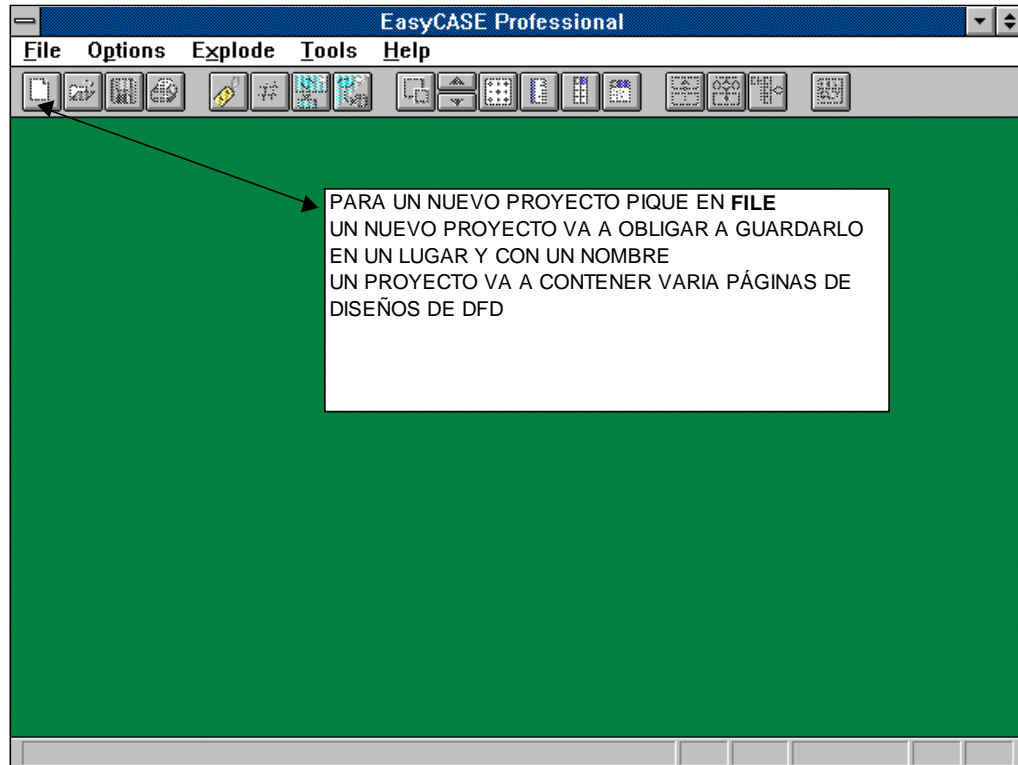 EasyCASE Professional
File Options Explode Tools Help
PARA UN NUEVO PROYECTO PIQUE EN FILE
UN NUEVO PROYECTO VA A OBLIGAR A GUARDARLO
EN UN LUGAR Y CON UN NOMBRE
UN PROYECTO VA A CONTENER VARIA PÁGINAS DE
DISEÑOS DE DFD